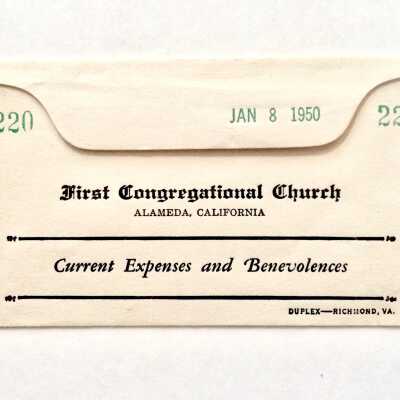 220 JAN 8 1950 22
First Congregational Church
ALAMEDA, CALIFORNIA
Current Expenses and Benevolences
DUPLEX—RICHMOND, VA.